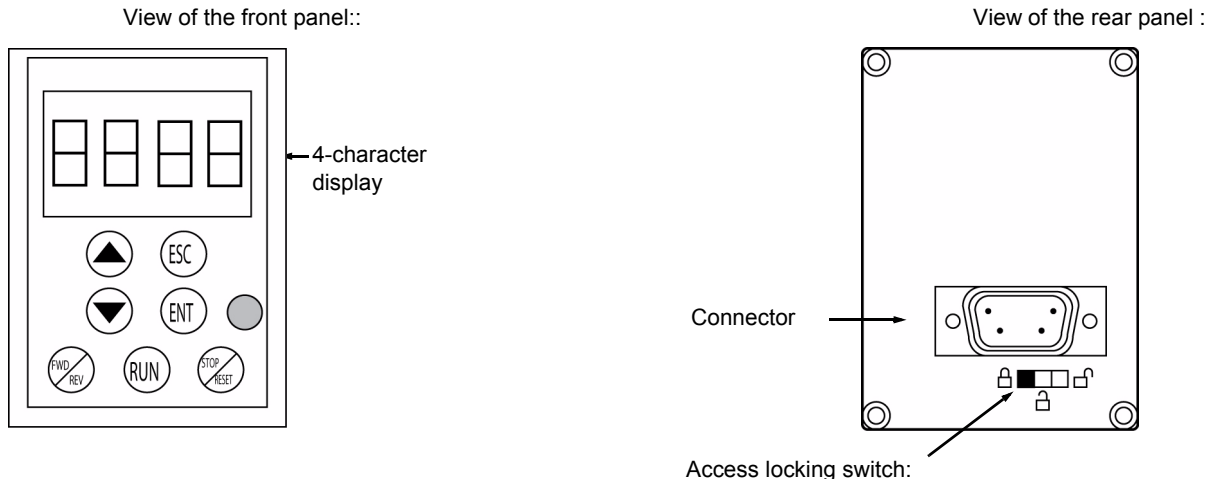 View of the front panel::
View of the rear panel :
4-character
display
ESC
ENT
FWD
REV
RUN
STOP
RESET
Connector
Access locking switch: